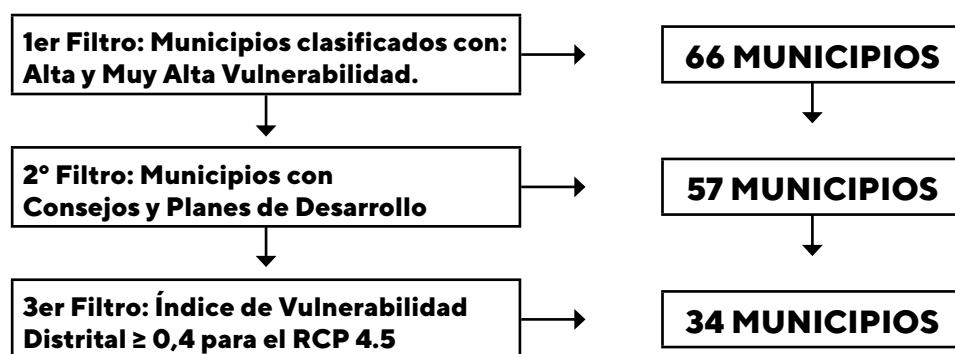 1er Filtro: Municipios clasificados con:
Alta y Muy Alta Vulnerabilidad.
66 MUNICIPIOS
2º Filtro: Municipios con
Consejos y Planes de Desarrollo
57 MUNICIPIOS
3er Filtro: Índice de Vulnerabilidad
Distrital ≥ 0,4 para el RCP 4.5
34 MUNICIPIOS